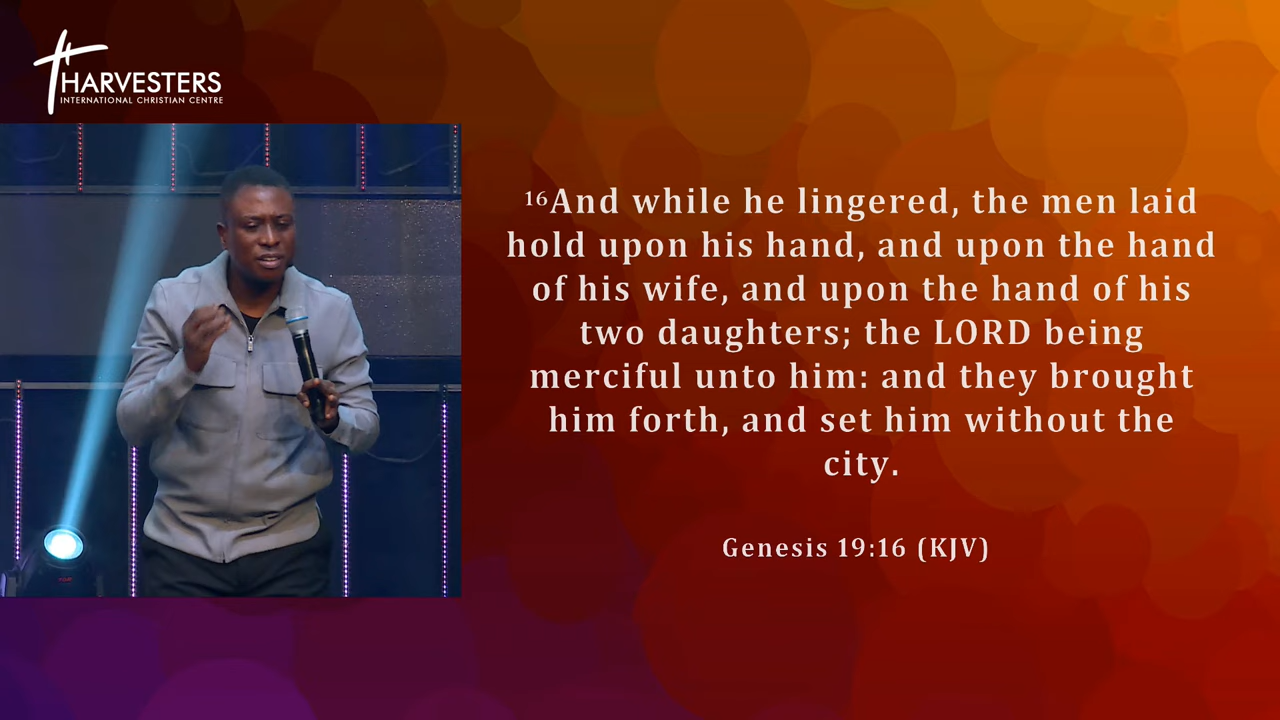 HARVESTERS
INTERNATIONAL CHRISTIAN CENTRE
16And while he lingered, the men laid
hold upon his hand, and upon the hand
of his wife, and upon the hand of his
two daughters; the LORD being
merciful unto him: and they brought
him forth, and set him without the
city.
Genesis 19:16 (KJV)